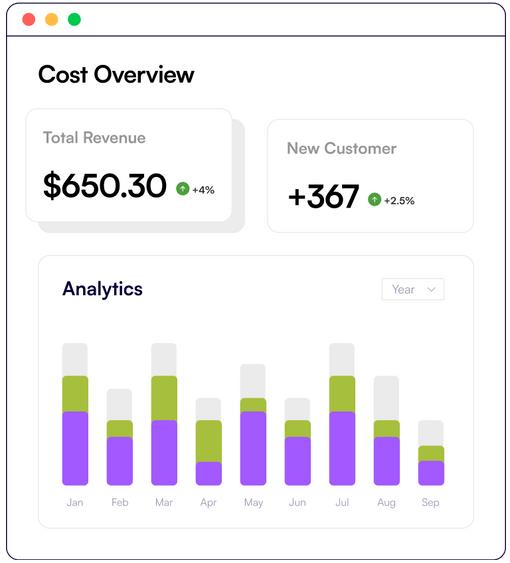 Cost Overview
Total Revenue
$650.30 +4%
New Customer
+367 +2.5%
Analytics
Year
Jan Feb Mar Apr May Jun Jul Aug Sep